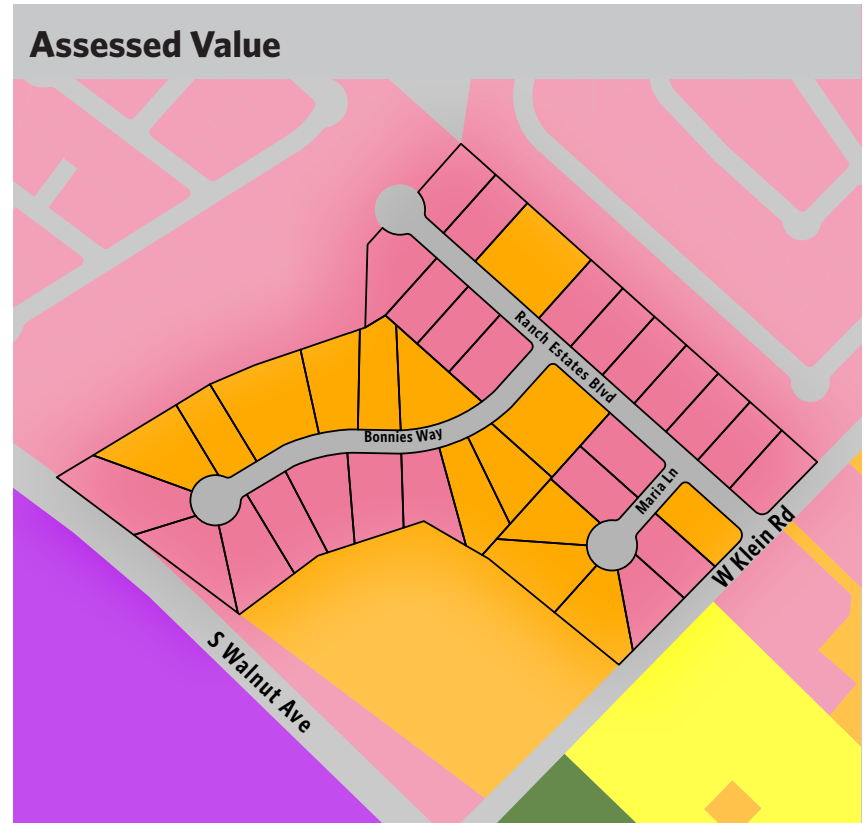 Assessed Value
Ranch Estates Blvd
Bonnies Way
Maria Ln
W Klein Rd
S Walnut Ave